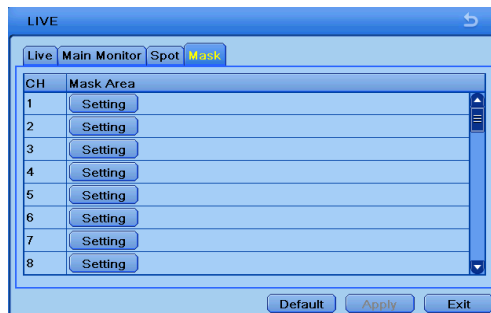 LIVE
Live Main Monitor Spot Mask
CH Mask Area
1 Setting
2 Setting
3 Setting
4 Setting
5 Setting
6 Setting
7 Setting
8 Setting
Default Apply Exit